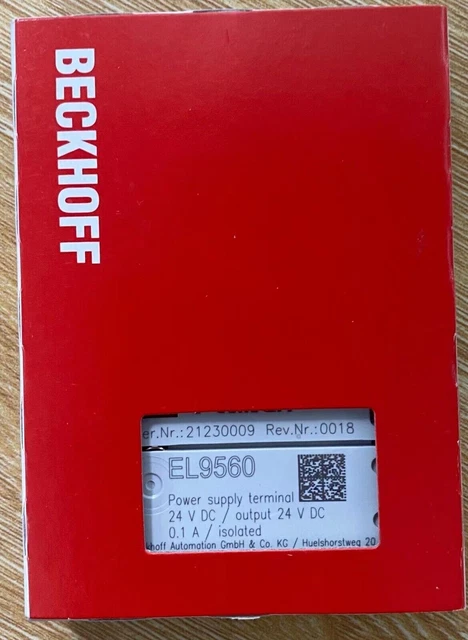 BECKHOFF
er.Nr.:21230009 Rev.Nr.:0018
EL9560
Power supply terminal
24 V DC / output 24 V DC
0.1 A / isolated
khoff Automation GmbH & Co. KG / Huelshorstweg 20